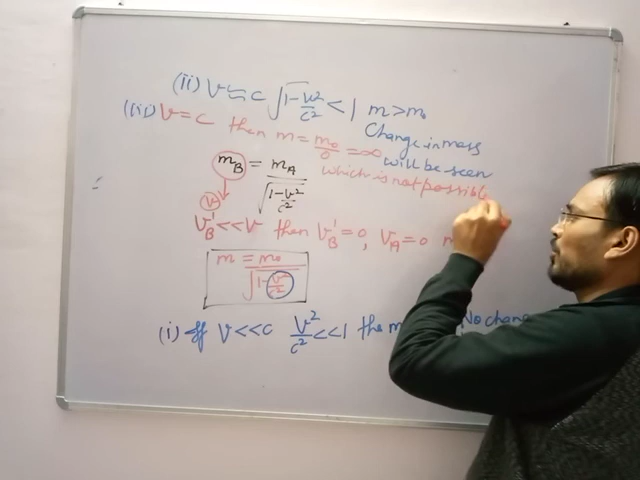 (ii) V ≈ c √1-v²/c² < 1 m > m₀
Change in mass
will be seen
(iii) V = c then m = m₀/0 = ∞
which is not possible
m_B = m_A / √1-v²/c²
v
V_B' << V then V_B' = 0, V_A = 0
m = m₀ / √1-v²/c²
(i) If V << c V²/c² << 1 the m No change